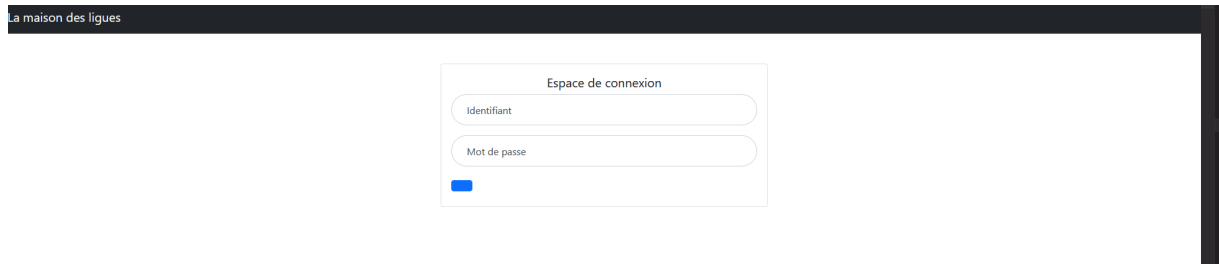 La maison des ligues
Espace de connexion
Identifiant
Mot de passe